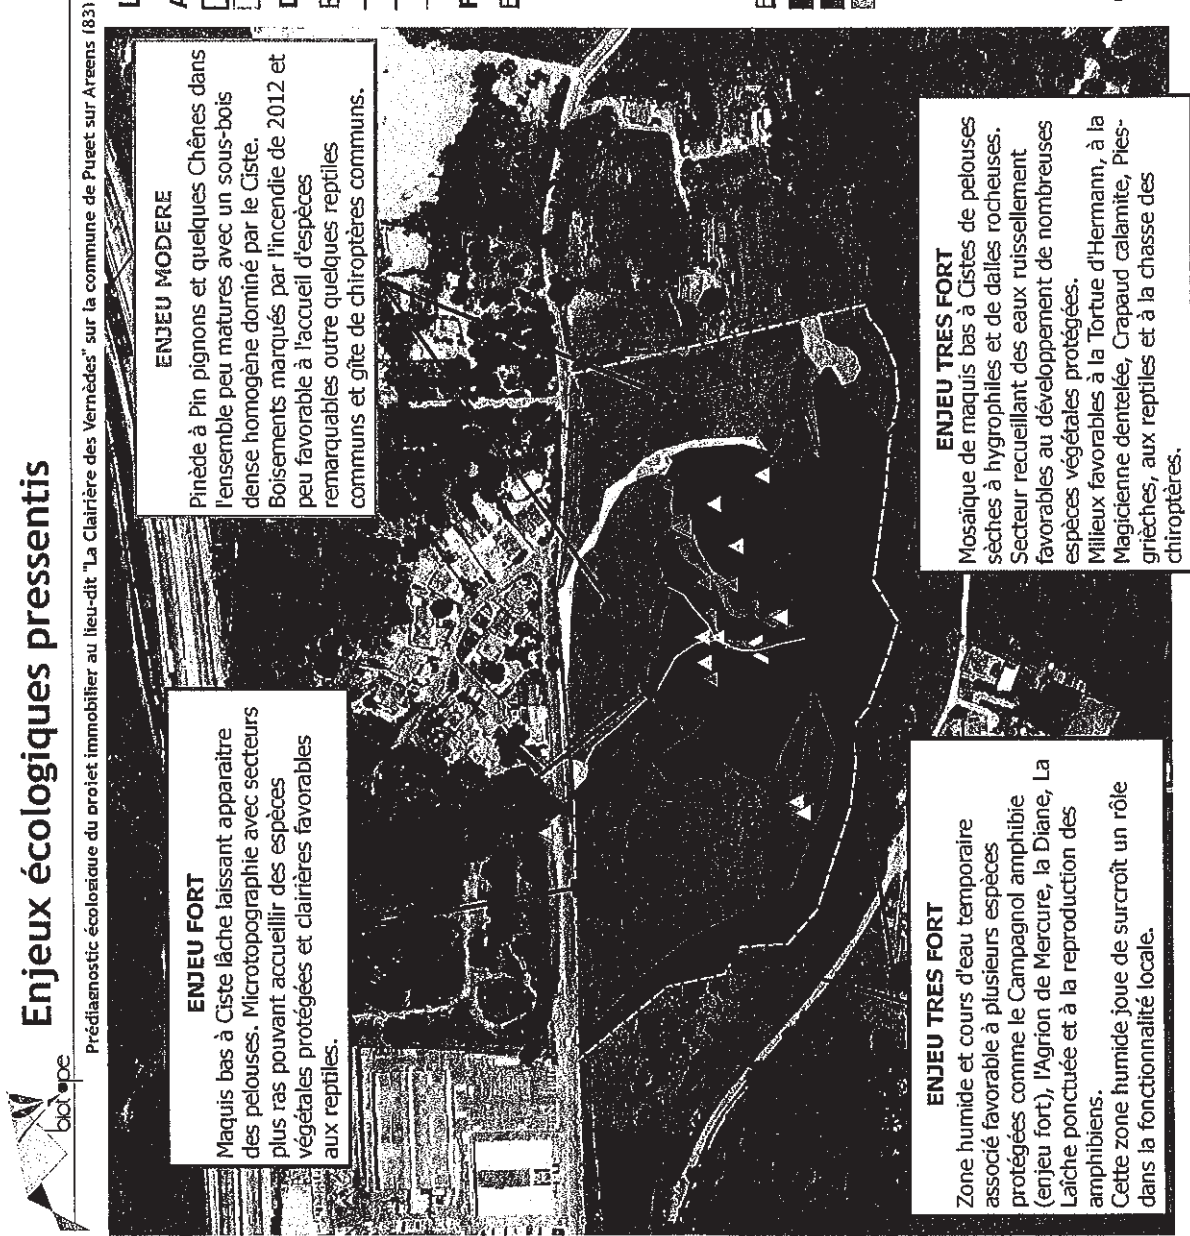 Enjeux écologiques pressentis
biotope
Prédiagnostic écologique du projet immobilier au lieu-dit "La Clairière des Vernèdes" sur la commune de Puget sur Argens (83)
ENJEU FORT
Maquis bas à Ciste lâche laissant apparaitre
des pelouses. Microtopographie avec secteurs
plus ras pouvant accueillir des espèces
végétales protégées et clairières favorables
aux reptiles.
ENJEU MODERE
Pinède à Pin pignons et quelques Chênes dans
l'ensemble peu matures avec un sous-bois
dense homogène dominé par le Ciste.
Boisements marqués par l'incendie de 2012 et
peu favorable à l'accueil d'espèces
remarquables outre quelques reptiles
communs et gîte de chiroptères communs.
ENJEU TRES FORT
Zone humide et cours d'eau temporaire
associé favorable à plusieurs espèces
protégées comme le Campagnol amphibie
(enjeu fort), l'Agrion de Mercure, la Diane, La
Laîche ponctuée et à la reproduction des
amphibiens.
Cette zone humide joue de surcroît un rôle
dans la fonctionnalité locale.
ENJEU TRES FORT
Mosaïque de maquis bas à Cistes de pelouses
sèches à hygrophiles et de dalles rocheuses.
Secteur recueillant des eaux ruissellement
favorables au développement de nombreuses
espèces végétales protégées.
Milieux favorables à la Tortue d'Hermann, à la
Magicienne dentelée, Crapaud calamite, Pies-
grièches, aux reptiles et à la chasse des
chiroptères.